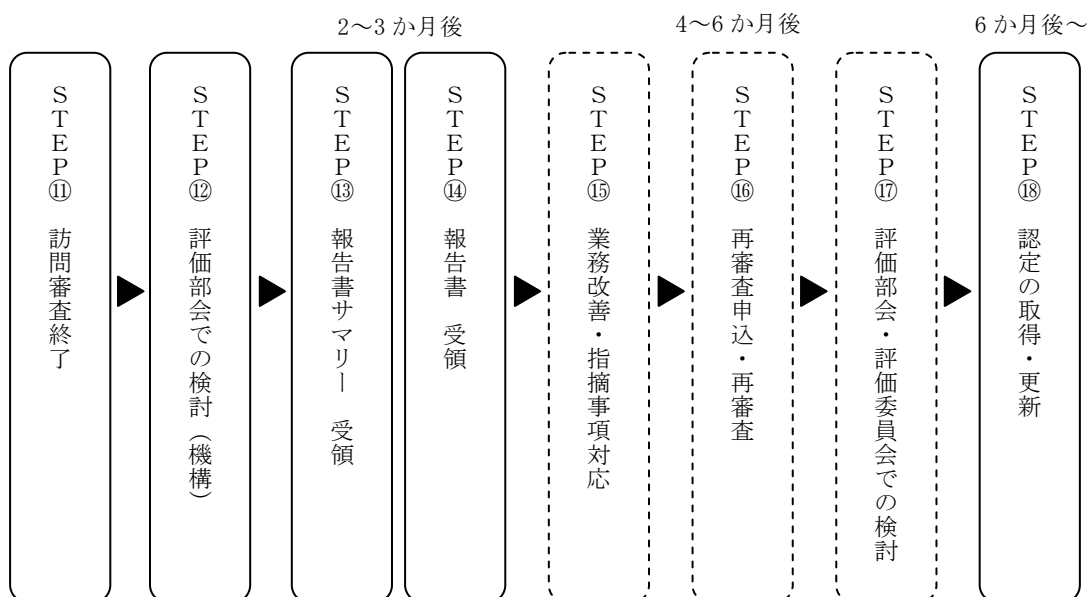 2～3 か月後
4～6 か月後
6 か月後～
STEP⑪　訪問審査終了
STEP⑫　評価部会での検討（機構）
STEP⑬　報告書サマリー　受領
STEP⑭　報告書　受領
STEP⑮　業務改善・指摘事項対応
STEP⑯　再審査申込・再審査
STEP⑰　評価部会・評価委員会での検討
STEP⑱　認定の取得・更新